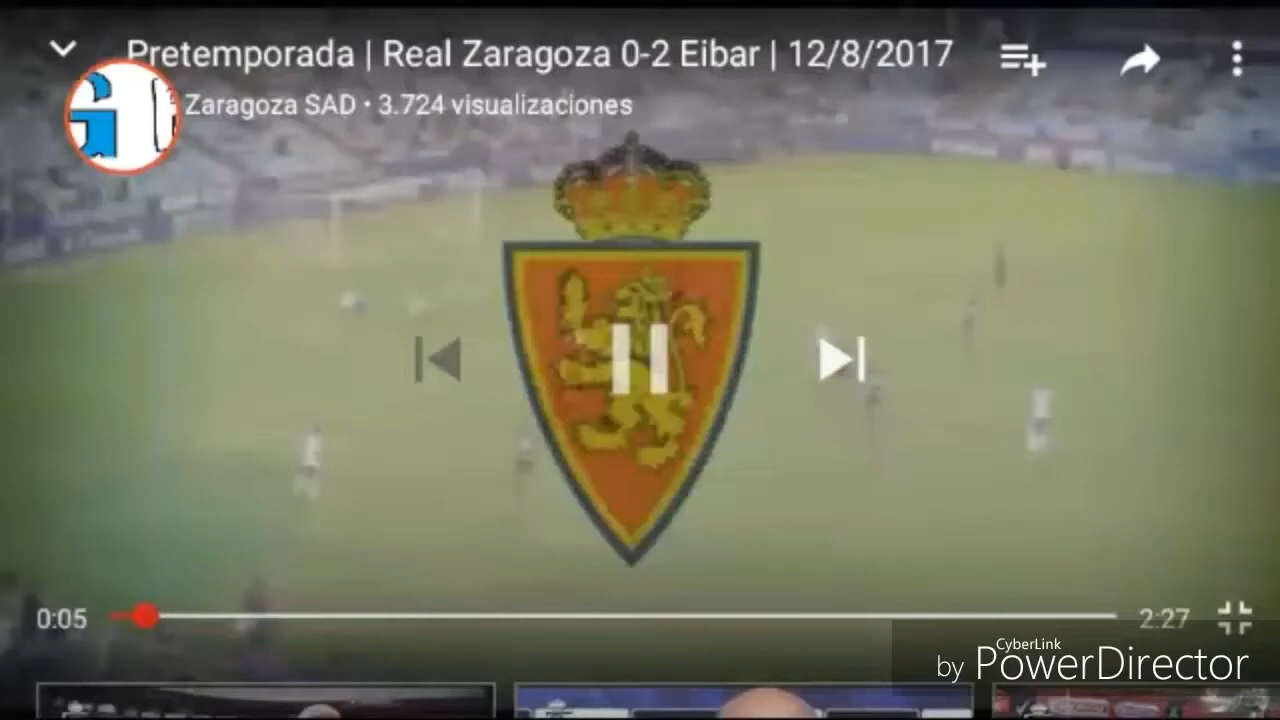 Pretemporada | Real Zaragoza 0-2 Eibar | 12/8/2017
Zaragoza SAD • 3.724 visualizaciones
0:05
2:27
CyberLink
by PowerDirector